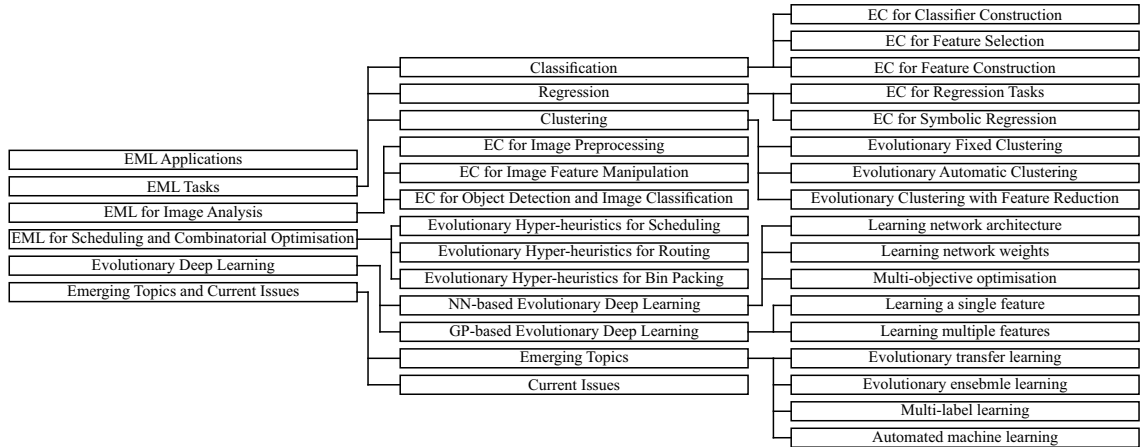 EML Applications
EML Tasks
EML for Image Analysis
EML for Scheduling and Combinatorial Optimisation
Evolutionary Deep Learning
Emerging Topics and Current Issues
Classification
Regression
Clustering
EC for Image Preprocessing
EC for Image Feature Manipulation
EC for Object Detection and Image Classification
Evolutionary Hyper-heuristics for Scheduling
Evolutionary Hyper-heuristics for Routing
Evolutionary Hyper-heuristics for Bin Packing
NN-based Evolutionary Deep Learning
GP-based Evolutionary Deep Learning
Emerging Topics
Current Issues
EC for Classifier Construction
EC for Feature Selection
EC for Feature Construction
EC for Regression Tasks
EC for Symbolic Regression
Evolutionary Fixed Clustering
Evolutionary Automatic Clustering
Evolutionary Clustering with Feature Reduction
Learning network architecture
Learning network weights
Multi-objective optimisation
Learning a single feature
Learning multiple features
Evolutionary transfer learning
Evolutionary ensebmle learning
Multi-label learning
Automated machine learning